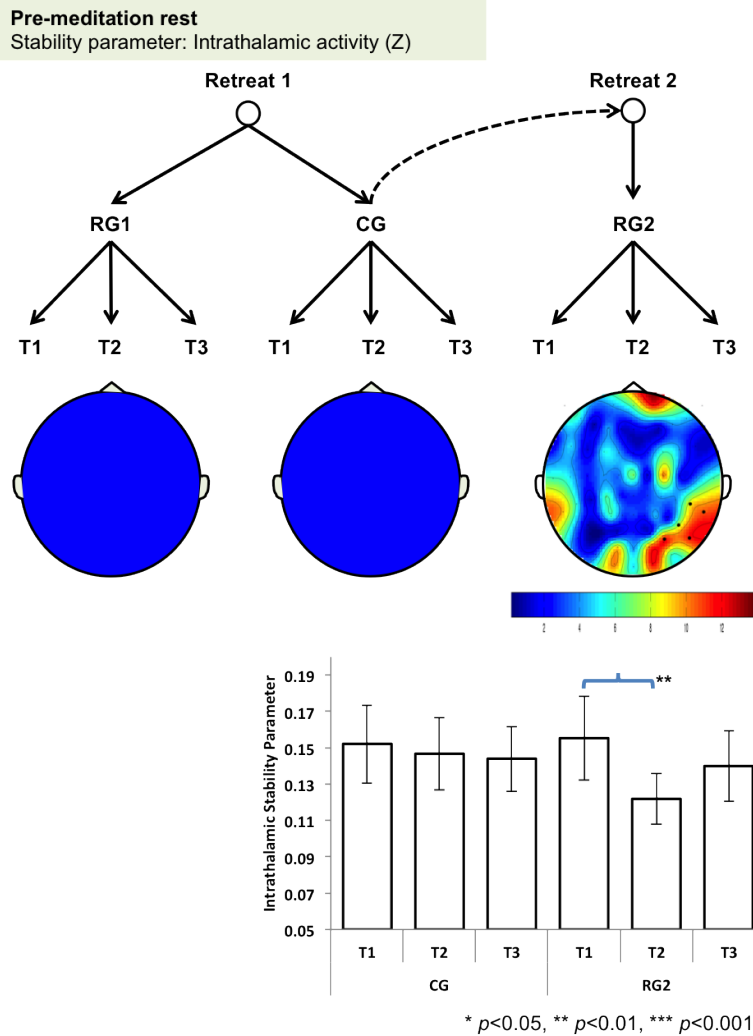 Pre-meditation rest
Stability parameter: Intrathalamic activity (Z)
Retreat 1
Retreat 2
RG1
CG
RG2
T1
T2
T3
T1
T2
T3
T1
T2
T3
2
4
6
8
10
12
Intrathalamic Stability Parameter
0.19
0.17
0.15
0.13
0.11
0.09
0.07
0.05
**
T1
T2
T3
T1
T2
T3
CG
RG2
* p<0.05, ** p<0.01, *** p<0.001